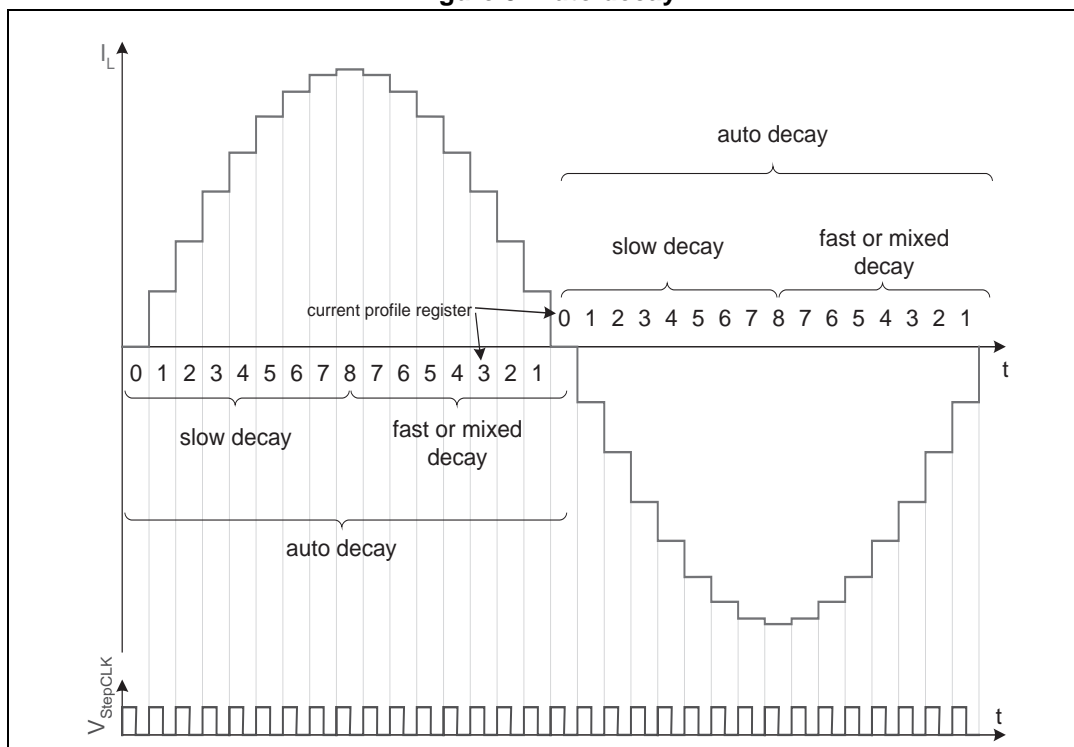 I_L
auto decay
slow decay
fast or mixed
decay
current profile register
0 1 2 3 4 5 6 7 8 7 6 5 4 3 2 1
t
0 1 2 3 4 5 6 7 8 7 6 5 4 3 2 1
slow decay
fast or mixed
decay
auto decay
V_StepCLK
t